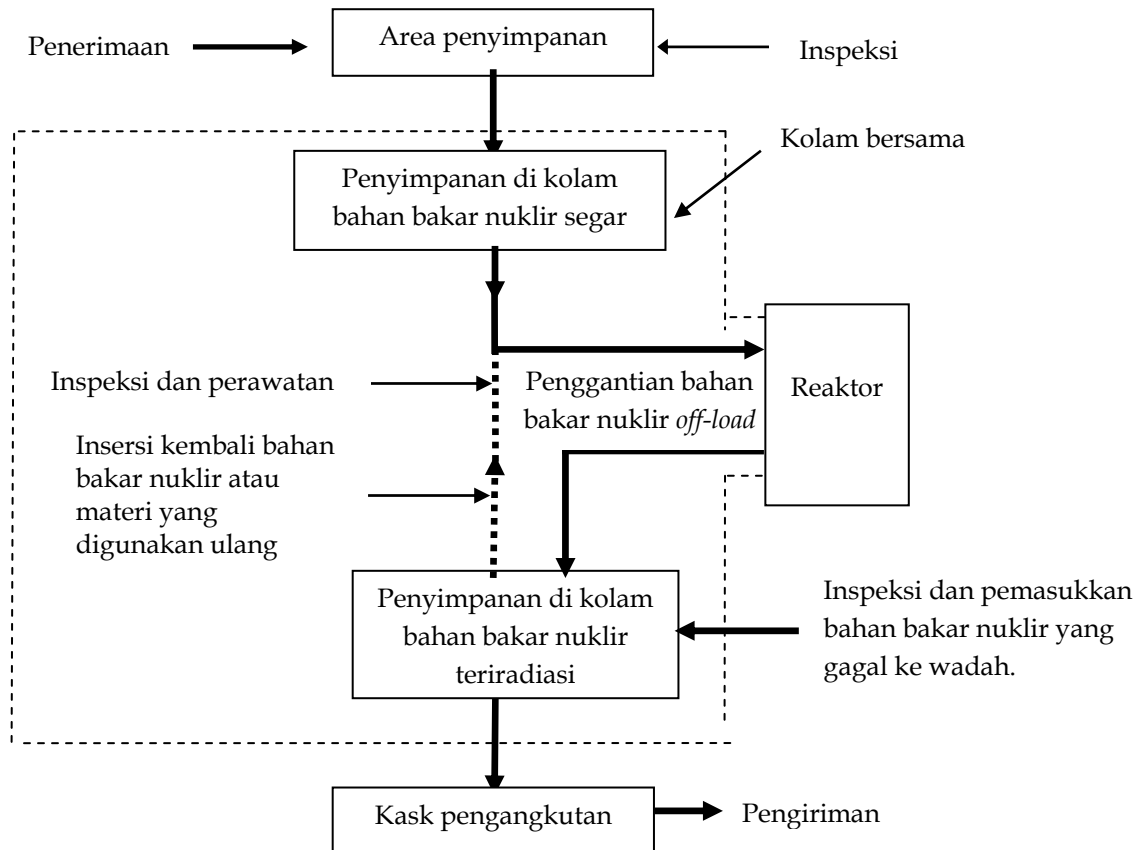 Penerimaan
Area penyimpanan
Inspeksi
Kolam bersama
Penyimpanan di kolam
bahan bakar nuklir segar
Inspeksi dan perawatan
Penggantian bahan
bakar nuklir off-load
Reaktor
Insersi kembali bahan
bakar nuklir atau
materi yang
digunakan ulang
Penyimpanan di kolam
bahan bakar nuklir
teriradiasi
Inspeksi dan pemasukkan
bahan bakar nuklir yang
gagal ke wadah.
Kask pengangkutan
Pengiriman